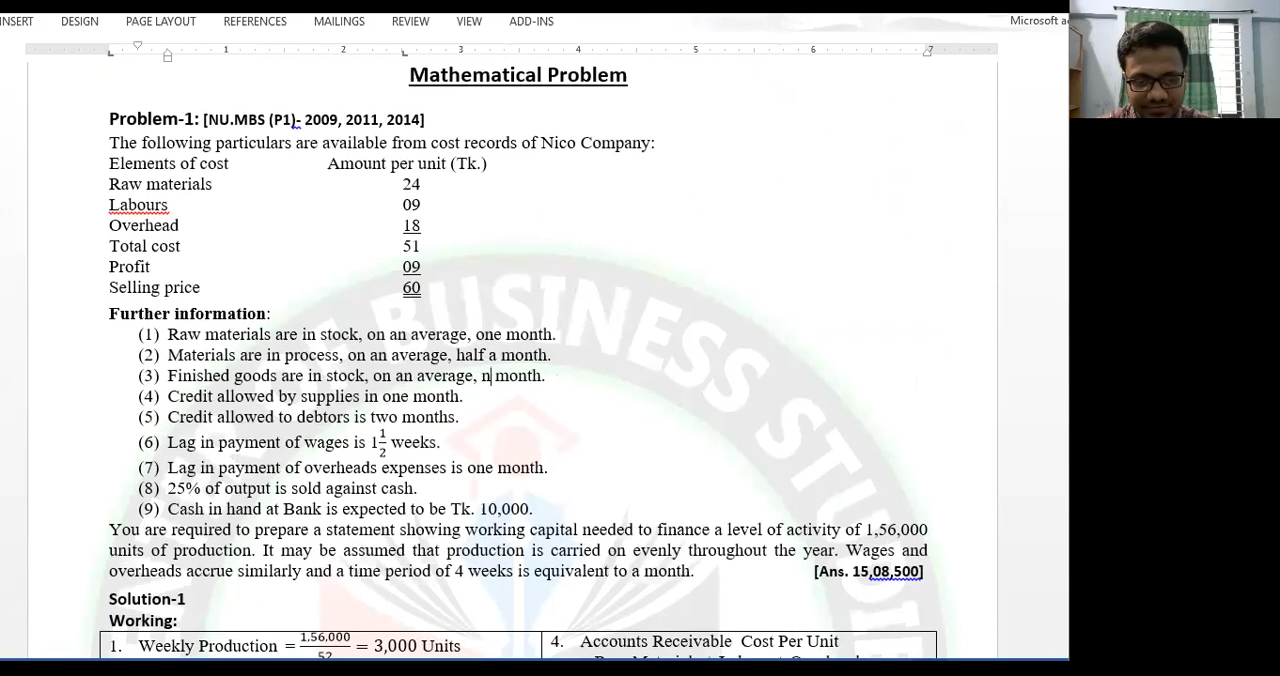 INSERT DESIGN PAGE LAYOUT REFERENCES MAILINGS REVIEW VIEW ADD-INS Microsoft a
1 2 3 4 5 6 7
Mathematical Problem
Problem-1: [NU.MBS (P1)- 2009, 2011, 2014]
The following particulars are available from cost records of Nico Company:
Elements of cost Amount per unit (Tk.)
Raw materials 24
Labours 09
Overhead 18
Total cost 51
Profit 09
Selling price 60
Further information:
(1) Raw materials are in stock, on an average, one month.
(2) Materials are in process, on an average, half a month.
(3) Finished goods are in stock, on an average, n month.
(4) Credit allowed by supplies in one month.
(5) Credit allowed to debtors is two months.
(6) Lag in payment of wages is 1 1/2 weeks.
(7) Lag in payment of overheads expenses is one month.
(8) 25% of output is sold against cash.
(9) Cash in hand at Bank is expected to be Tk. 10,000.
You are required to prepare a statement showing working capital needed to finance a level of activity of 1,56,000
units of production. It may be assumed that production is carried on evenly throughout the year. Wages and
overheads accrue similarly and a time period of 4 weeks is equivalent to a month. [Ans. 15,08,500]
Solution-1
Working:
1. Weekly Production = 1,56,000/52 = 3,000 Units
4. Accounts Receivable Cost Per Unit
BUSINESS STUDIE